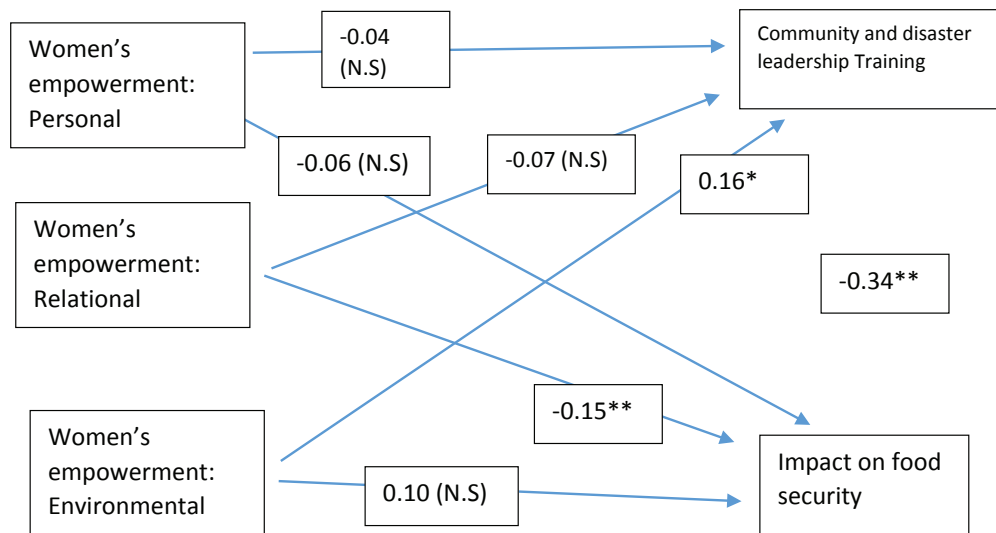 Women’s
empowerment:
Personal
-0.04
(N.S)
Community and disaster
leadership Training
-0.06 (N.S)
-0.07 (N.S)
0.16*
Women’s
empowerment:
Relational
-0.34**
-0.15**
Women’s
empowerment:
Environmental
0.10 (N.S)
Impact on food
security